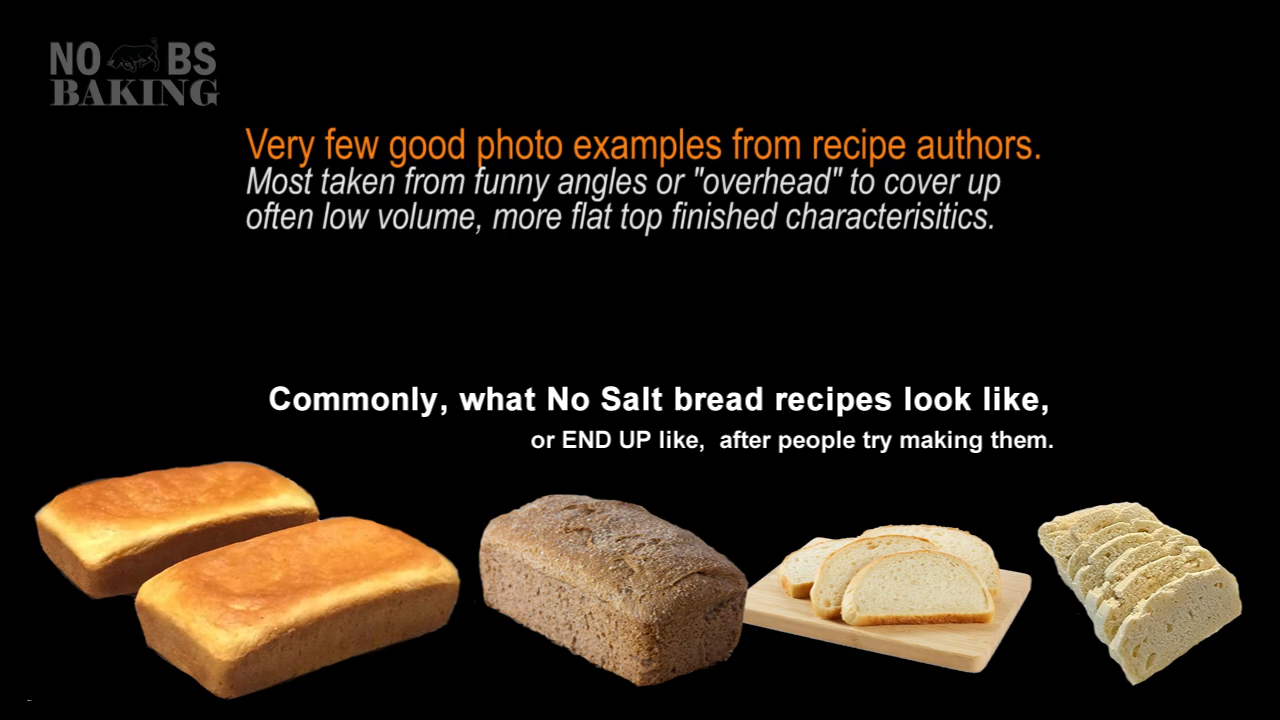 NO BS
BAKING
Very few good photo examples from recipe authors.
Most taken from funny angles or "overhead" to cover up
often low volume, more flat top finished characterisitics.
Commonly, what No Salt bread recipes look like,
or END UP like, after people try making them.